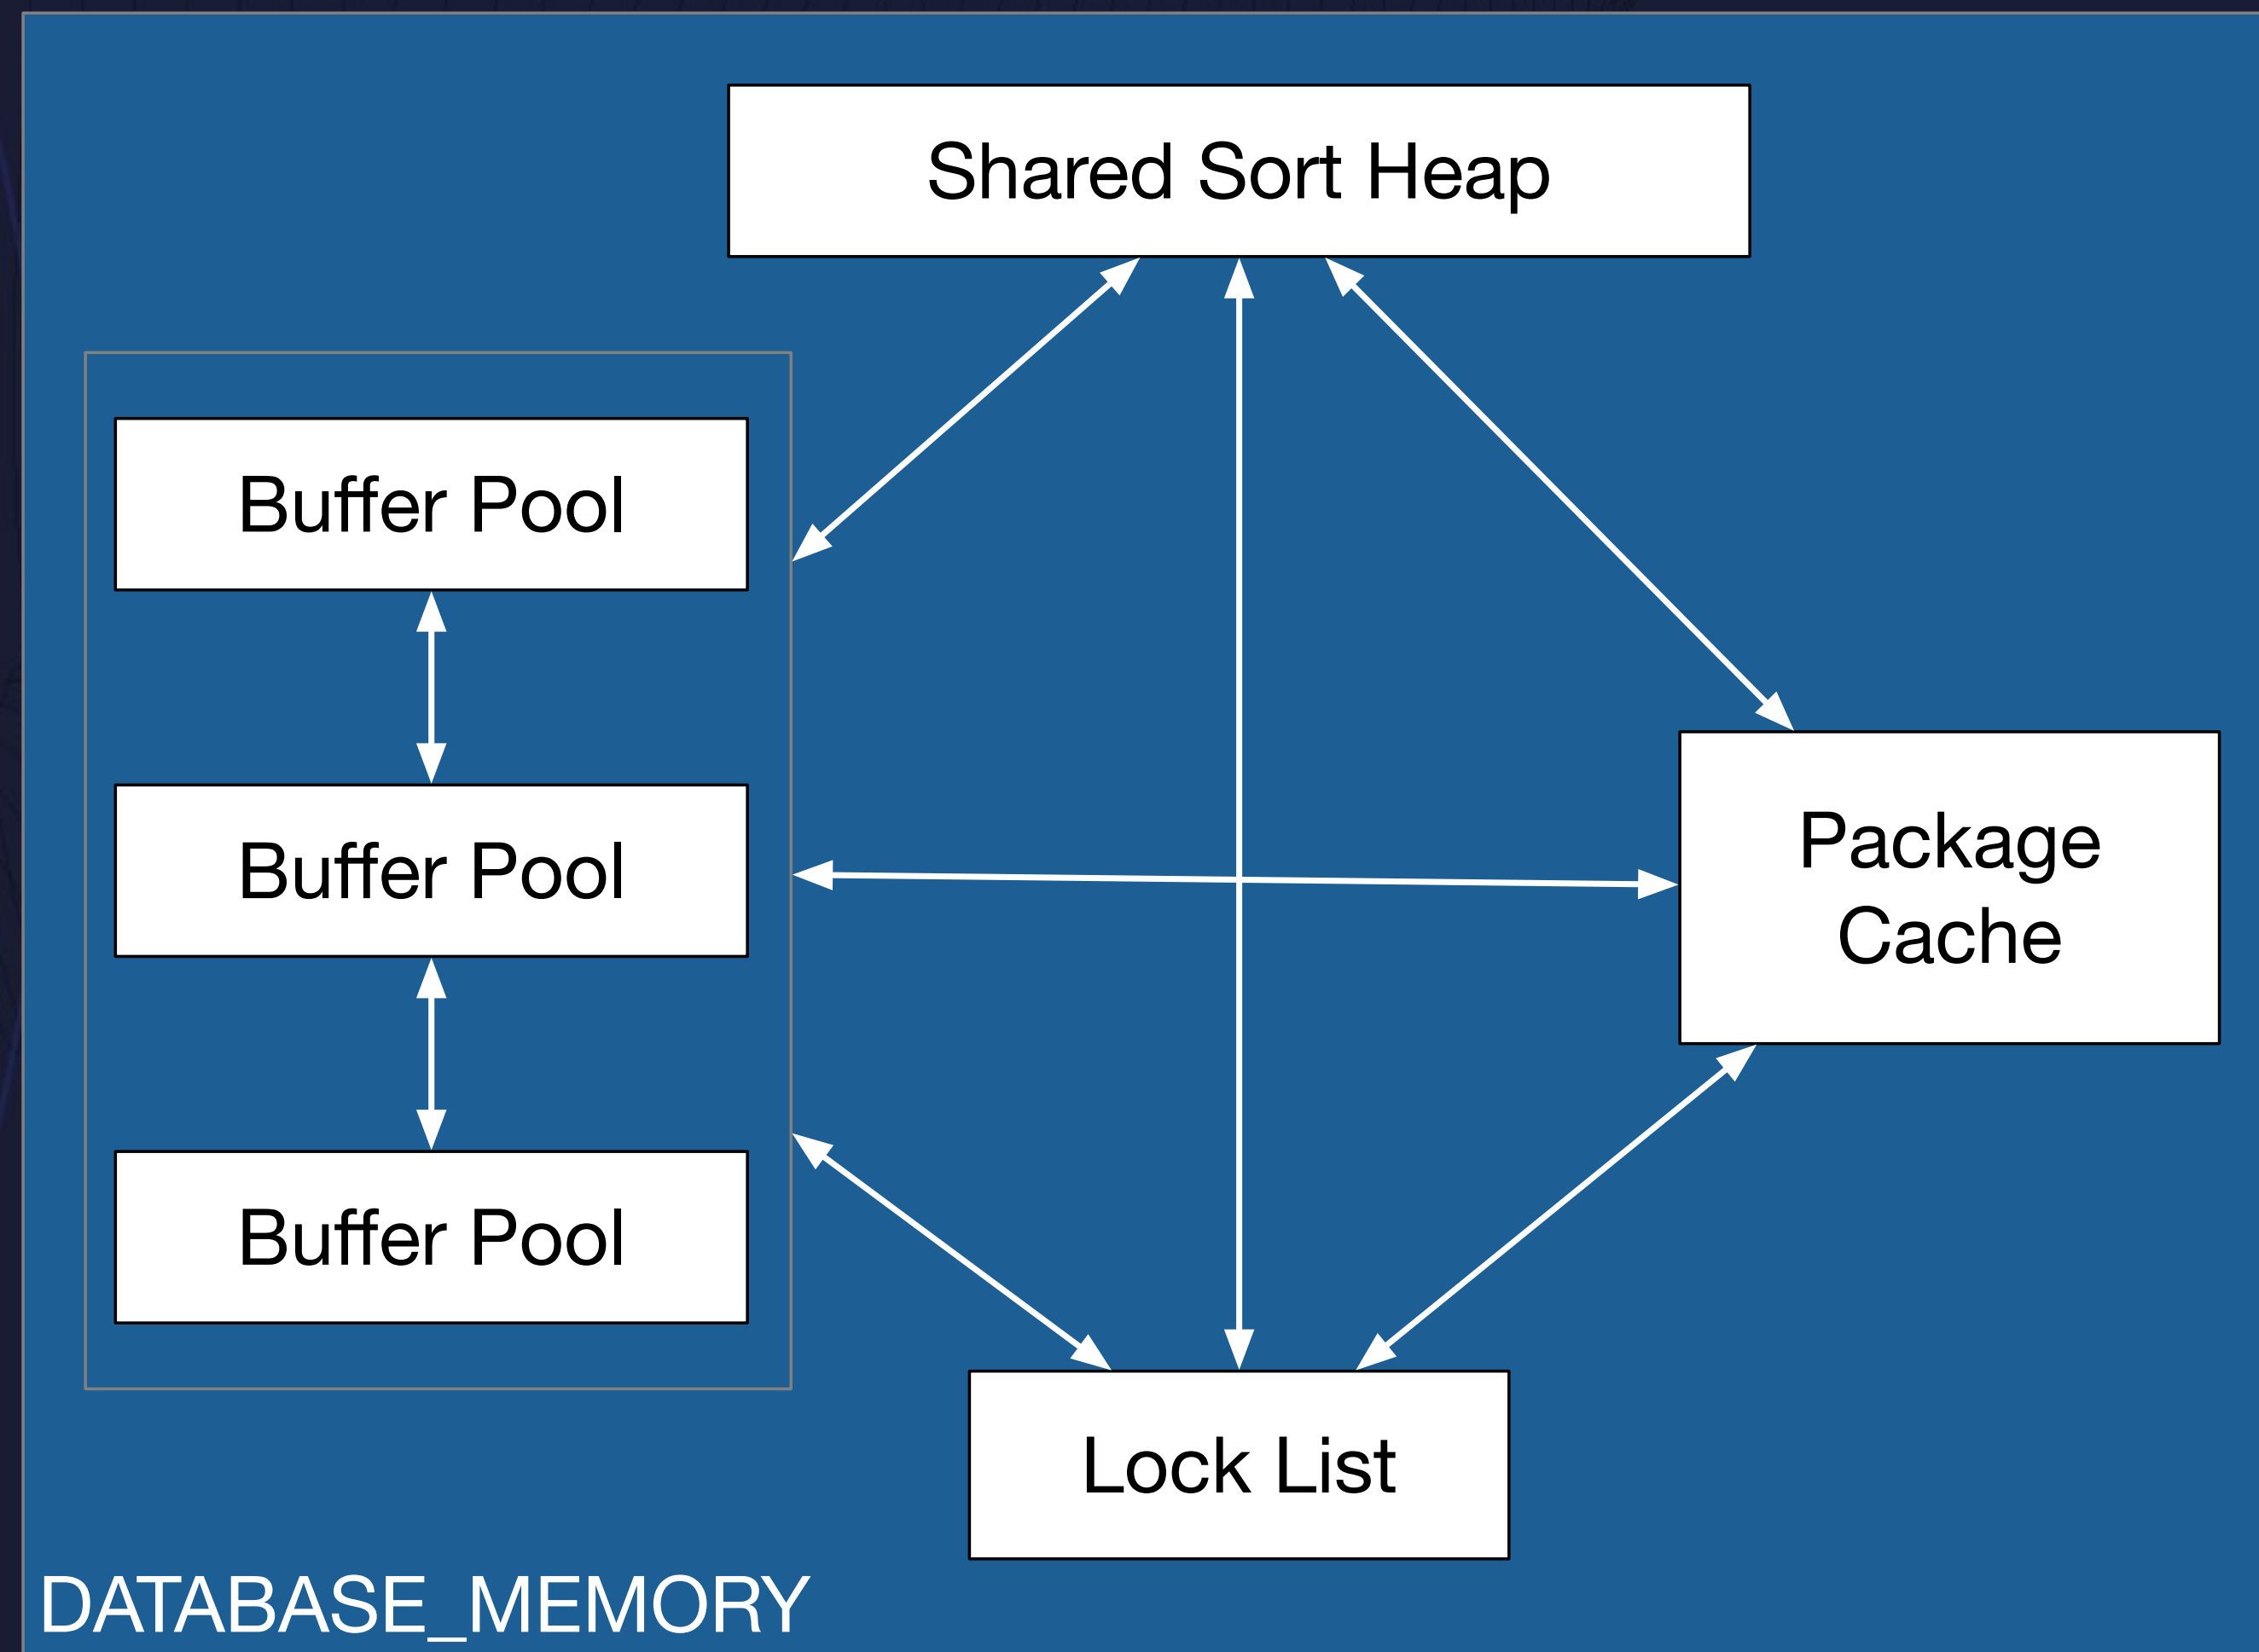 Shared Sort Heap
Buffer Pool
Buffer Pool
Package
Cache
Buffer Pool
Lock List
DATABASE_MEMORY